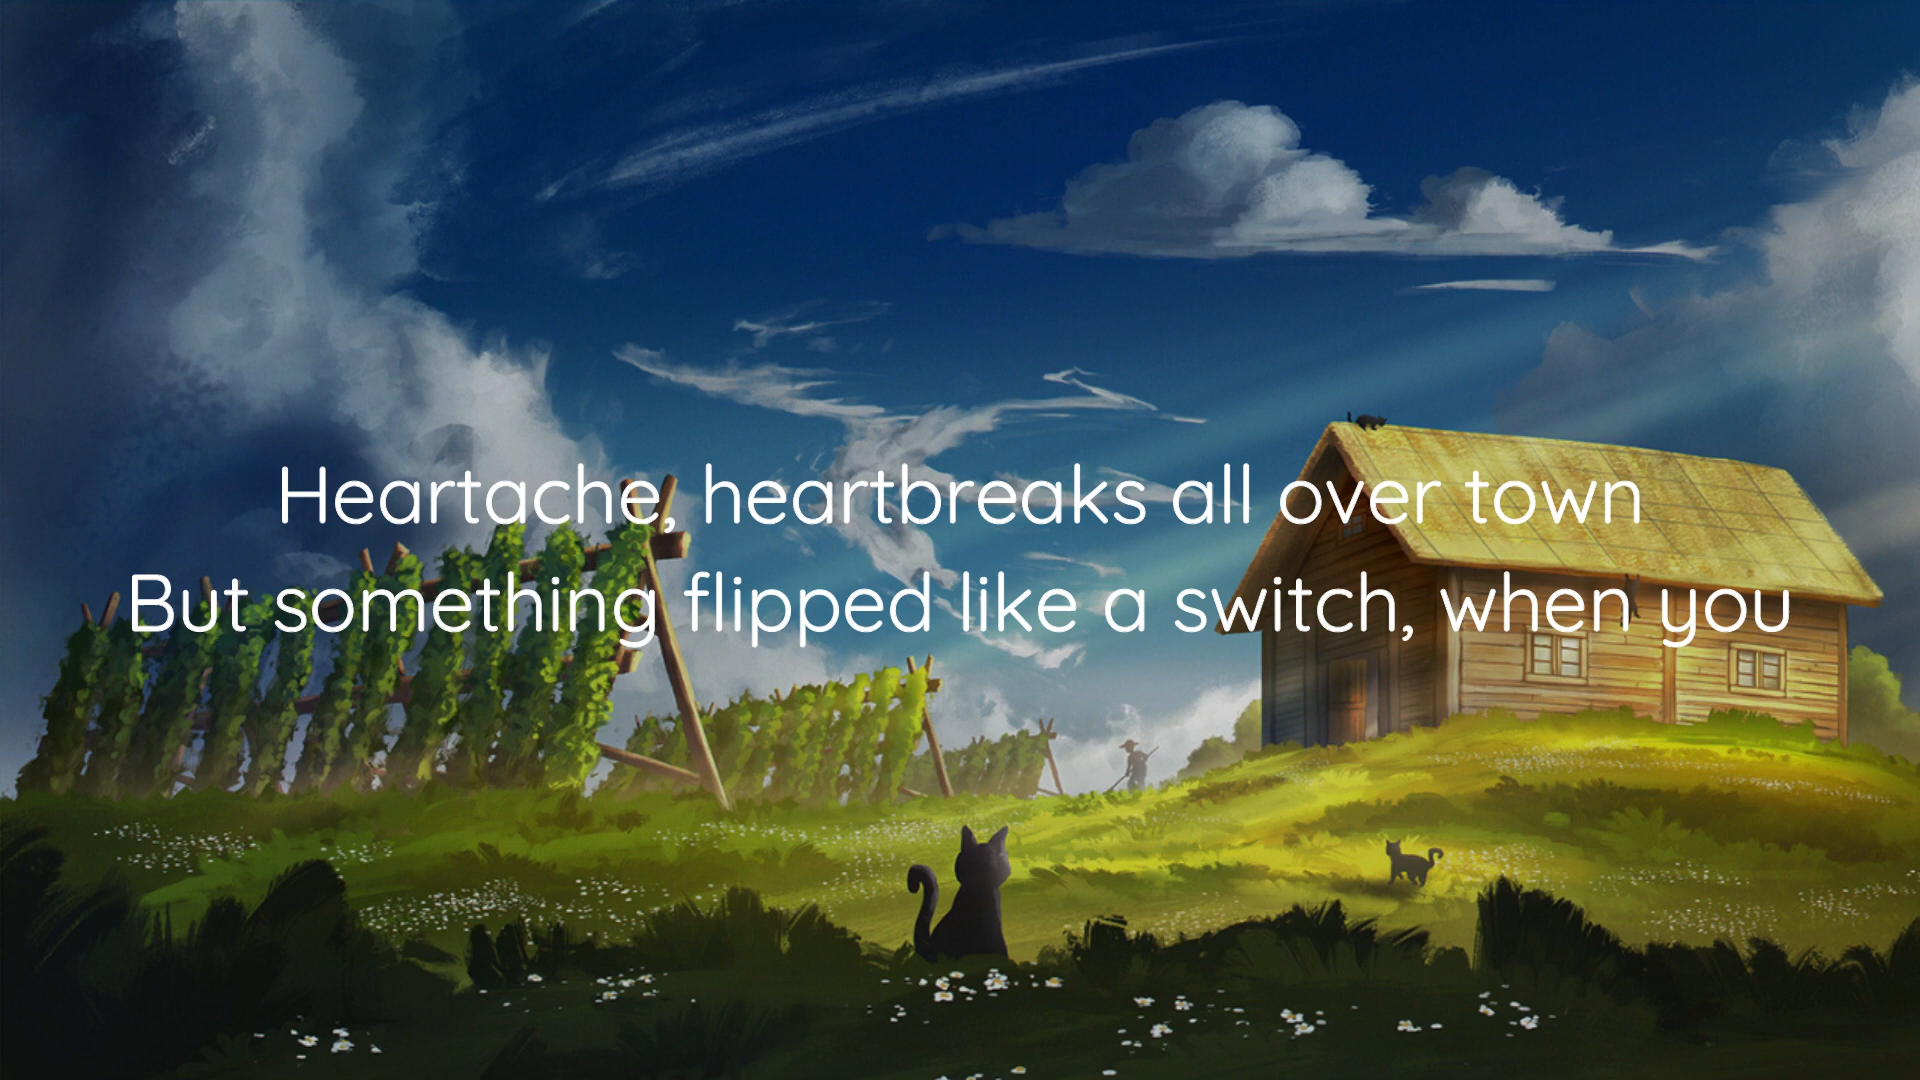 Heartache, heartbreaks all over town
But something flipped like a switch, when you